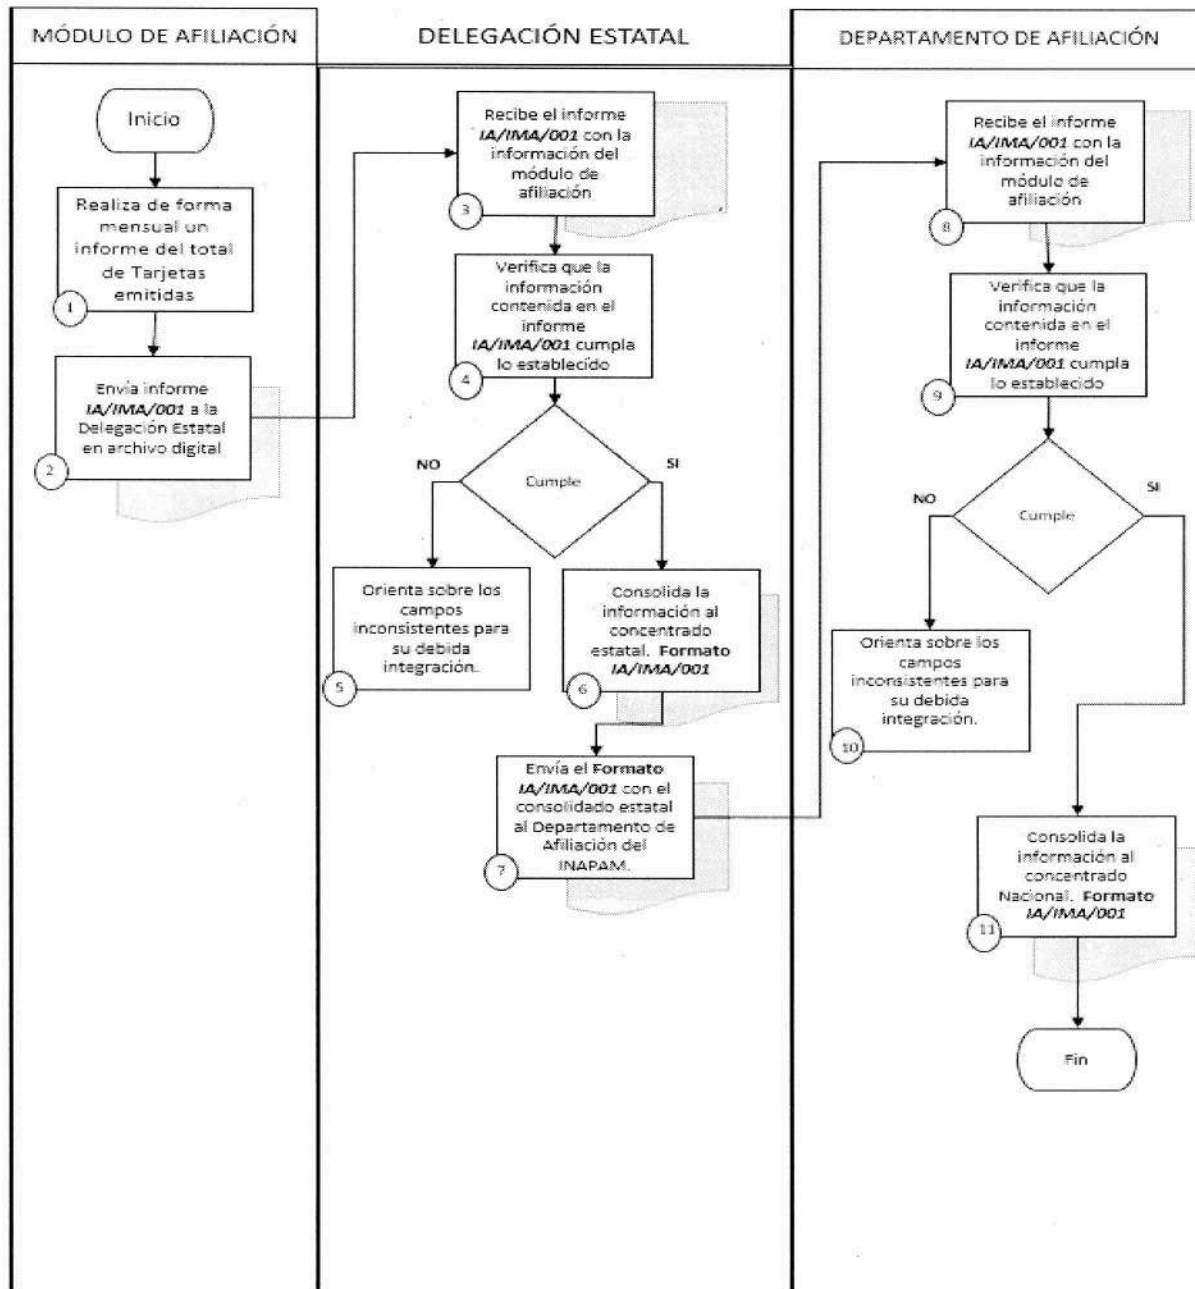 MÓDULO DE AFILIACIÓN
DELEGACIÓN ESTATAL
DEPARTAMENTO DE AFILIACIÓN
Inicio
Realiza de forma
mensual un
informe del total
de Tarjetas
emitidas
1
Envía informe
IA/IMA/001 a la
Delegación Estatal
en archivo digital
2
Recibe el informe
IA/IMA/001 con la
información del
módulo de
afiliación
3
Verifica que la
información
contenida en el
informe
IA/IMA/001 cumpla
lo establecido
4
NO
Cumple
SI
Orienta sobre los
campos
inconsistentes para
su debida
integración.
5
Consolida la
información al
concentrado
estatal. Formato
IA/IMA/001
6
Envía el Formato
IA/IMA/001 con el
consolidado estatal
al Departamento de
Afiliación del
INAPAM.
7
Recibe el informe
IA/IMA/001 con la
información del
módulo de
afiliación
8
Verifica que la
información
contenida en el
informe
IA/IMA/001 cumpla
lo establecido
9
NO
Cumple
SI
Orienta sobre los
campos
inconsistentes para
su debida
integración.
10
Consolida la
información al
concentrado
Nacional. Formato
IA/IMA/001
11
Fin